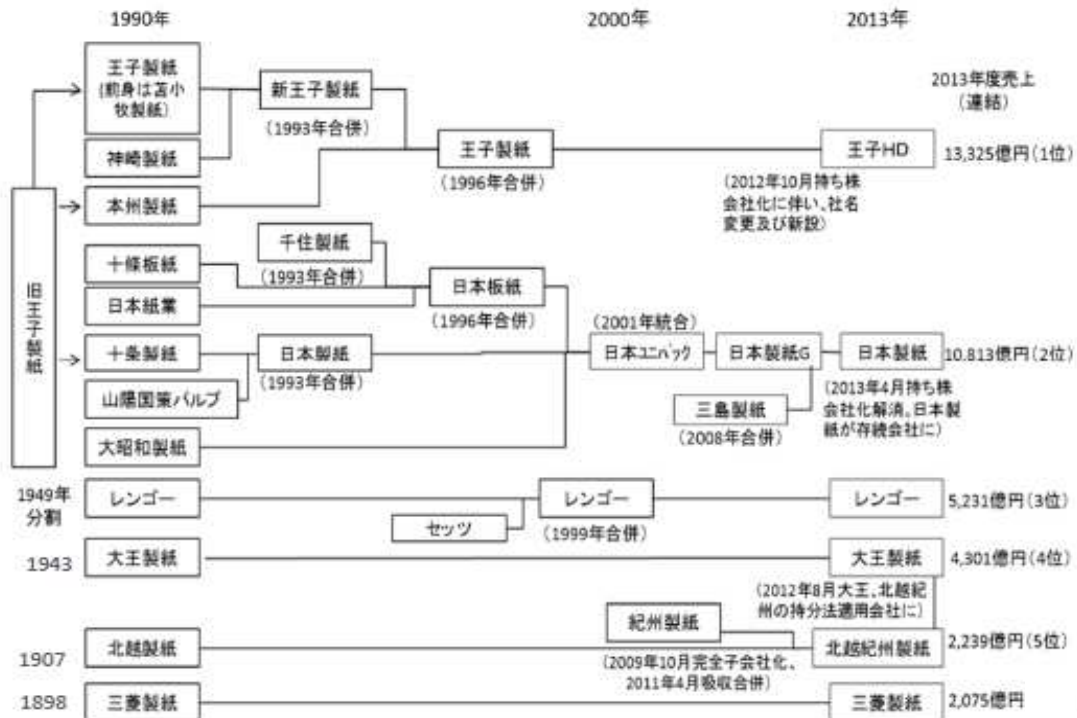 1990年
2000年
2013年
王子製紙
(前身は苫小
牧製紙)
新王子製紙
(1993年合併)
2013年度売上
(連結)
神崎製紙
王子製紙
(1996年合併)
王子HD
13,325億円(1位)
本州製紙
(2012年10月持ち株
会社化に伴い、社名
変更及び新設)
旧王子製紙
千住製紙
(1993年合併)
十條板紙
日本紙業
日本板紙
(1996年合併)
(2001年統合)
十条製紙
日本製紙
(1993年合併)
日本ユニパック
日本製紙G
日本製紙
10,813億円(2位)
山陽国策パルプ
三島製紙
(2008年合併)
(2013年4月持ち株
会社化解消、日本製
紙が存続会社に)
大昭和製紙
1949年
分割
レンゴー
セッツ
レンゴー
(1999年合併)
レンゴー
5,231億円(3位)
1943
大王製紙
大王製紙
4,301億円(4位)
(2012年8月大王、北越紀
州の持分法適用会社に)
紀州製紙
1907
北越製紙
(2009年10月完全子会社化、
2011年4月吸収合併)
北越紀州製紙
2,239億円(5位)
1898
三菱製紙
三菱製紙
2,075億円